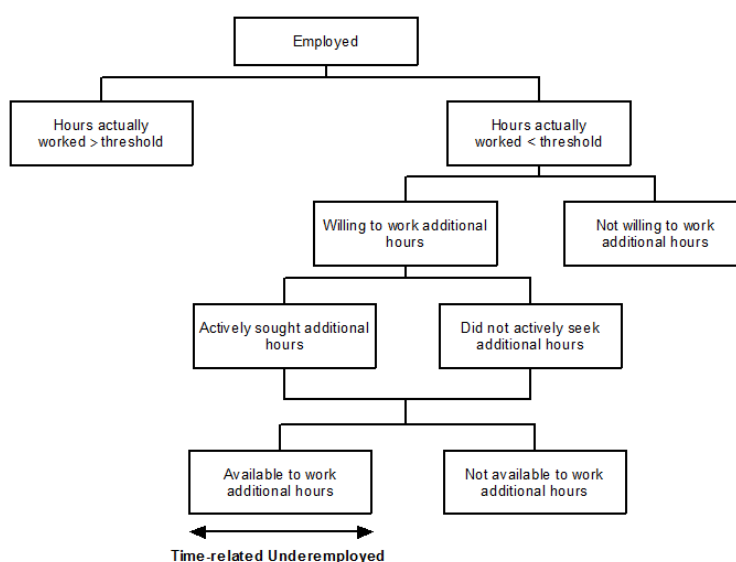 Employed
Hours actually
worked > threshold
Hours actually
worked < threshold
Willing to work additional
hours
Not willing to work
additional hours
Actively sought additional
hours
Did not actively seek
additional hours
Available to work
additional hours
Not available to work
additional hours
Time-related Underemployed